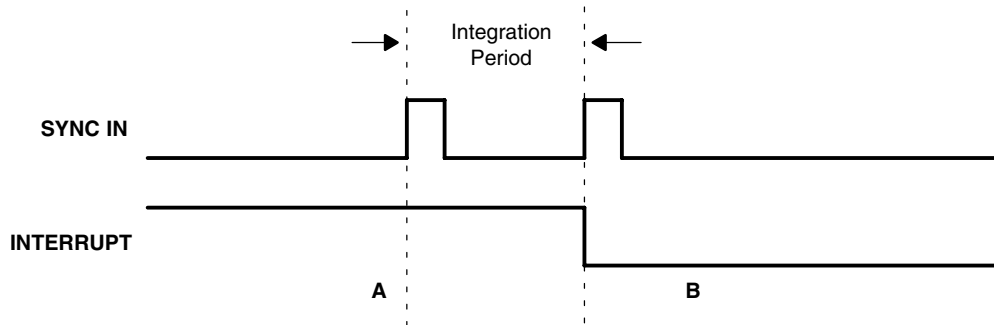 Integration
Period
SYNC IN
INTERRUPT
A
B